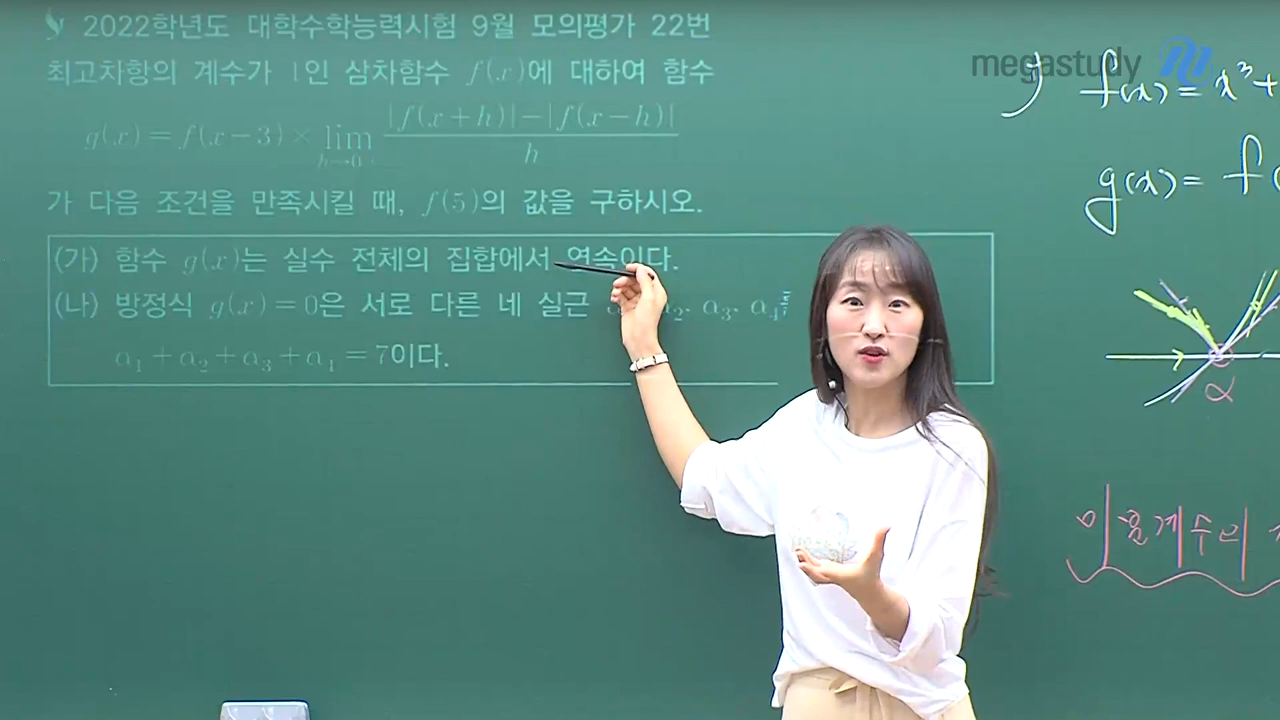 2022학년도 대학수학능력시험 9월 모의평가 22번
최고차항의 계수가 1인 삼차함수 f(x)에 대하여 함수
g(x)=f(x-3)× lim h→0+ |f(x+h)|-|f(x-h)| / h
가 다음 조건을 만족시킬 때, f(5)의 값을 구하시오.
(가) 함수 g(x)는 실수 전체의 집합에서 연속이다.
(나) 방정식 g(x)=0은 서로 다른 네 실근 α₂, α₃, α₄
α₁+α₂+α₃+α₄=7이다.
megastudy
f(x)= x³+
g(x)= f(
α
이 계수의